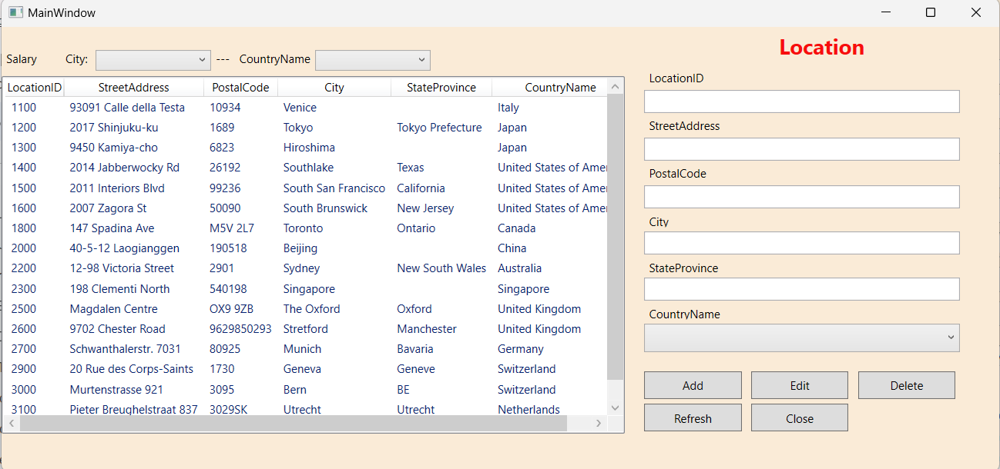 MainWindow
Location
Salary City: --- CountryName
LocationID StreetAddress PostalCode City StateProvince CountryName
1100 93091 Calle della Testa 10934 Venice Italy
1200 2017 Shinjuku-ku 1689 Tokyo Tokyo Prefecture Japan
1300 9450 Kamiya-cho 6823 Hiroshima Japan
1400 2014 Jabberwocky Rd 26192 Southlake Texas United States of Ame
1500 2011 Interiors Blvd 99236 South San Francisco California United States of Ame
1600 2007 Zagora St 50090 South Brunswick New Jersey United States of Ame
1800 147 Spadina Ave M5V 2L7 Toronto Ontario Canada
2000 40-5-12 Laogianggen 190518 Beijing China
2200 12-98 Victoria Street 2901 Sydney New South Wales Australia
2300 198 Clementi North 540198 Singapore Singapore
2500 Magdalen Centre OX9 9ZB The Oxford Oxford United Kingdom
2600 9702 Chester Road 9629850293 Stretford Manchester United Kingdom
2700 Schwanthalerstr. 7031 80925 Munich Bavaria Germany
2900 20 Rue des Corps-Saints 1730 Geneva Geneve Switzerland
3000 Murtenstrasse 921 3095 Bern BE Switzerland
3100 Pieter Breughelstraat 837 3029SK Utrecht Utrecht Netherlands
LocationID
StreetAddress
PostalCode
City
StateProvince
CountryName
Add Edit Delete
Refresh Close